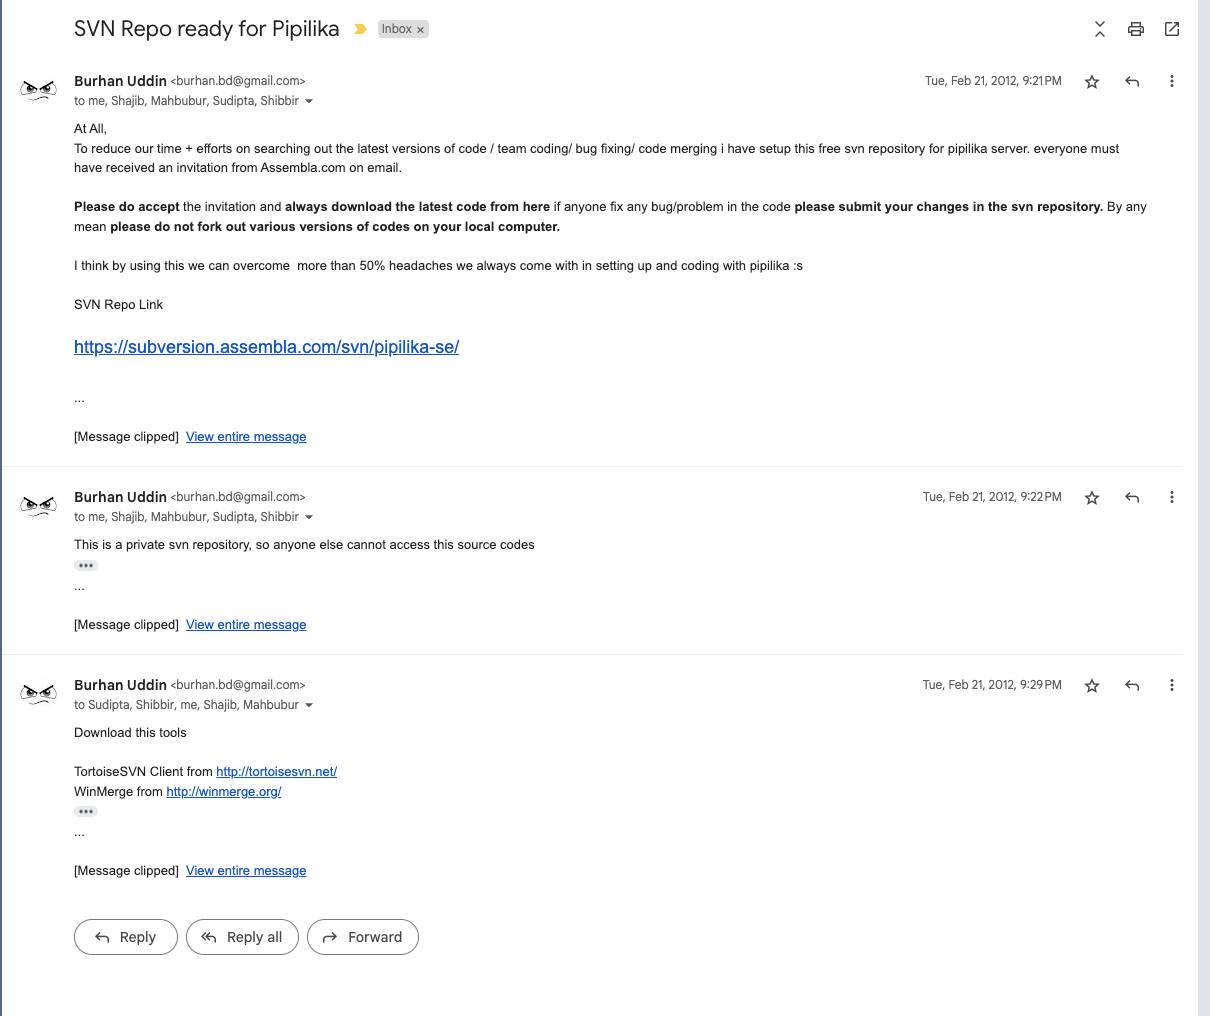 SVN Repo ready for Pipilika Inbox ×
Burhan Uddin <burhan.bd@gmail.com> Tue, Feb 21, 2012, 9:21 PM
to me, Shajib, Mahbubur, Sudipta, Shibbir
At All,
To reduce our time + efforts on searching out the latest versions of code / team coding/ bug fixing/ code merging i have setup this free svn repository for pipilika server. everyone must
have received an invitation from Assembla.com on email.
Please do accept the invitation and always download the latest code from here if anyone fix any bug/problem in the code please submit your changes in the svn repository. By any
mean please do not fork out various versions of codes on your local computer.
I think by using this we can overcome  more than 50% headaches we always come with in setting up and coding with pipilika :s
SVN Repo Link
https://subversion.assembla.com/svn/pipilika-se/
...
[Message clipped]  View entire message
Burhan Uddin <burhan.bd@gmail.com> Tue, Feb 21, 2012, 9:22 PM
to me, Shajib, Mahbubur, Sudipta, Shibbir
This is a private svn repository, so anyone else cannot access this source codes
...
[Message clipped]  View entire message
Burhan Uddin <burhan.bd@gmail.com> Tue, Feb 21, 2012, 9:29 PM
to Sudipta, Shibbir, me, Shajib, Mahbubur
Download this tools
TortoiseSVN Client from http://tortoisesvn.net/
WinMerge from http://winmerge.org/
...
[Message clipped]  View entire message
Reply Reply all Forward